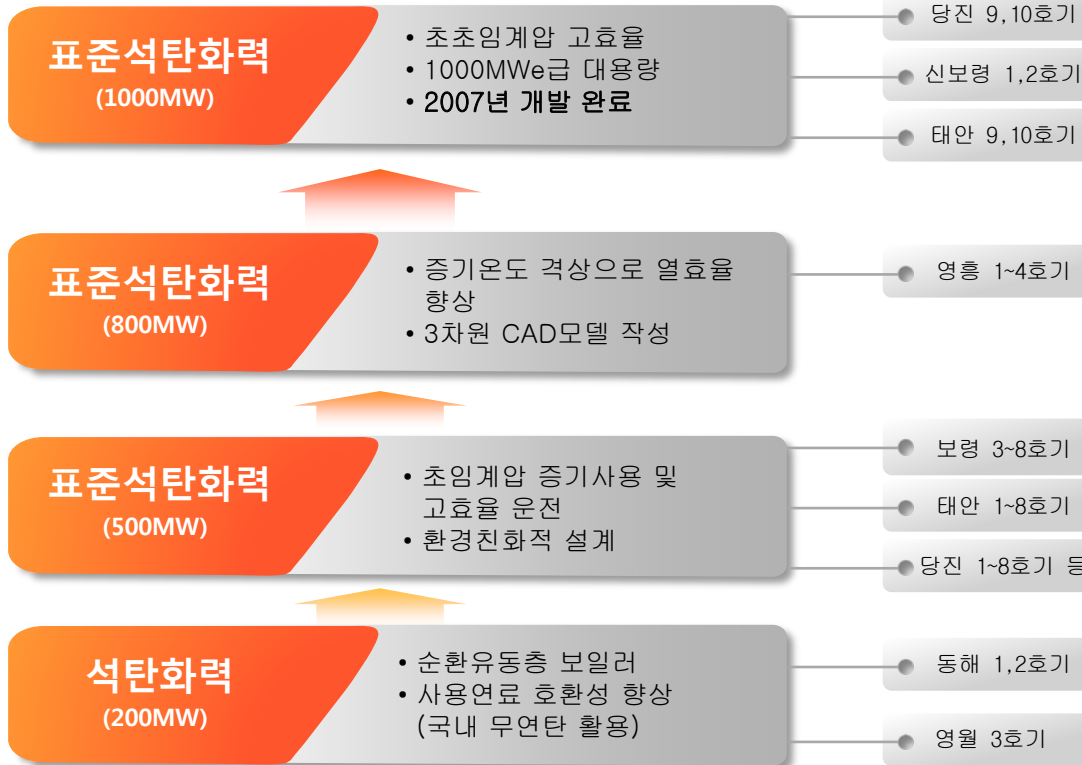 표준석탄화력
(1000MW)
• 초초임계압 고효율
• 1000MWe급 대용량
• 2007년 개발 완료
당진 9,10호기
신보령 1,2호기
태안 9,10호기
표준석탄화력
(800MW)
• 증기온도 격상으로 열효율
향상
• 3차원 CAD모델 작성
영흥 1~4호기
표준석탄화력
(500MW)
• 초임계압 증기사용 및
고효율 운전
• 환경친화적 설계
보령 3~8호기
태안 1~8호기
당진 1~8호기 등
석탄화력
(200MW)
• 순환유동층 보일러
• 사용연료 호환성 향상
(국내 무연탄 활용)
동해 1,2호기
영월 3호기